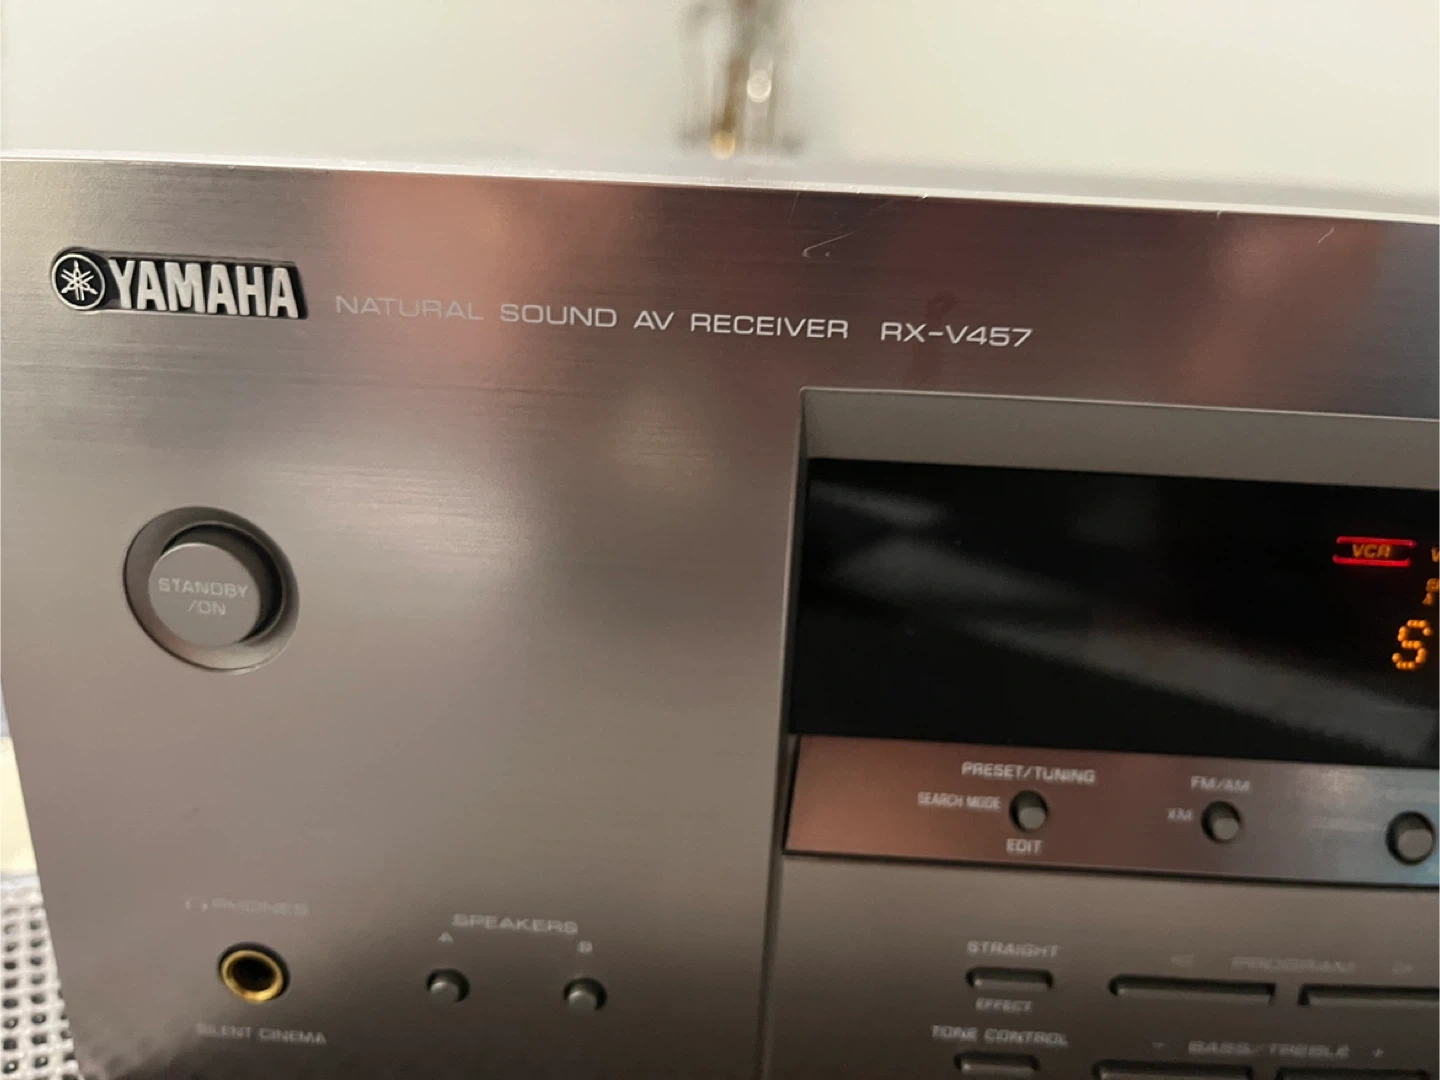 YAMAHA NATURAL SOUND AV RECEIVER RX-V457
STANDBY
/ON
VCR
S
PRESET/TUNING
SEARCH MODE
EDIT
FM/AM
XM
PHONES
SILENT CINEMA
SPEAKERS
A B
STRAIGHT
EFFECT
PROGRAM
TONE CONTROL
- BASS/TREBLE +